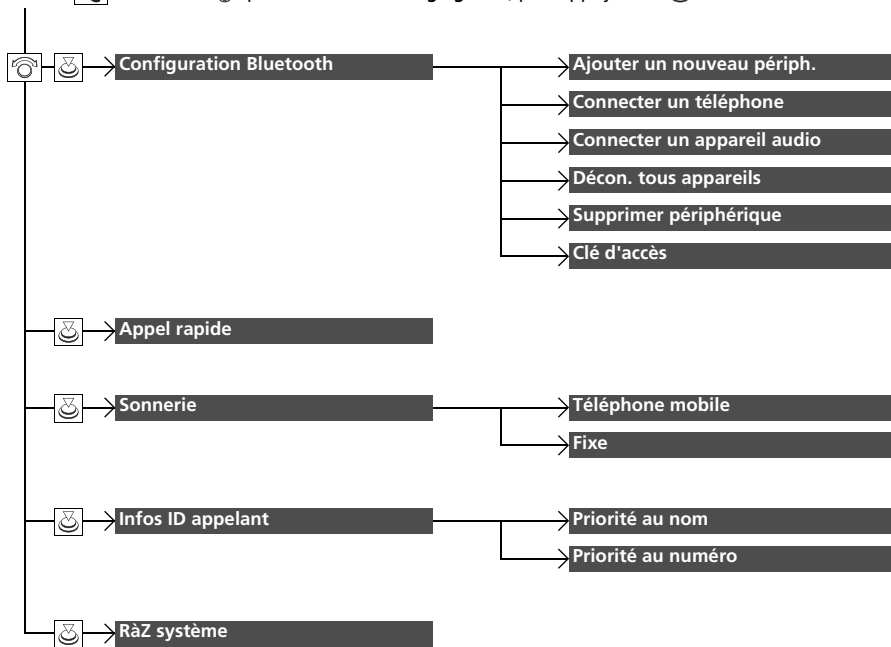 Configuration Bluetooth
Ajouter un nouveau périph.
Connecter un téléphone
Connecter un appareil audio
Décon. tous appareils
Supprimer périphérique
Clé d'accès
Appel rapide
Sonnerie
Téléphone mobile
Fixe
Infos ID appelant
Priorité au nom
Priorité au numéro
RàZ système